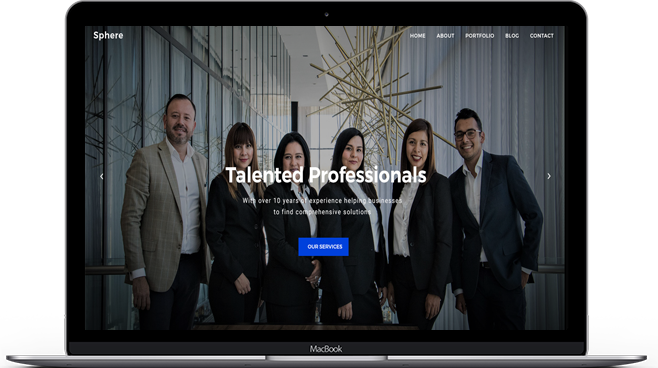 Sphere
HOME ABOUT PORTFOLIO BLOG CONTACT
Talented Professionals
With over 10 years of experience helping businesses
to find comprehensive solutions
OUR SERVICES
MacBook